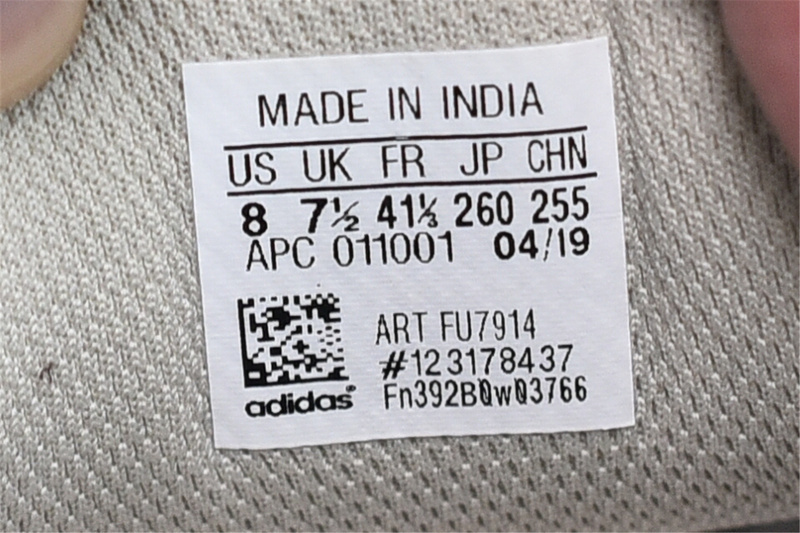 MADE IN INDIA
US UK FR JP CHN
8 7½ 41⅓ 260 255
APC 011001 04/19
ART FU7914
#123178437
Fn392B0w03766
adidas®